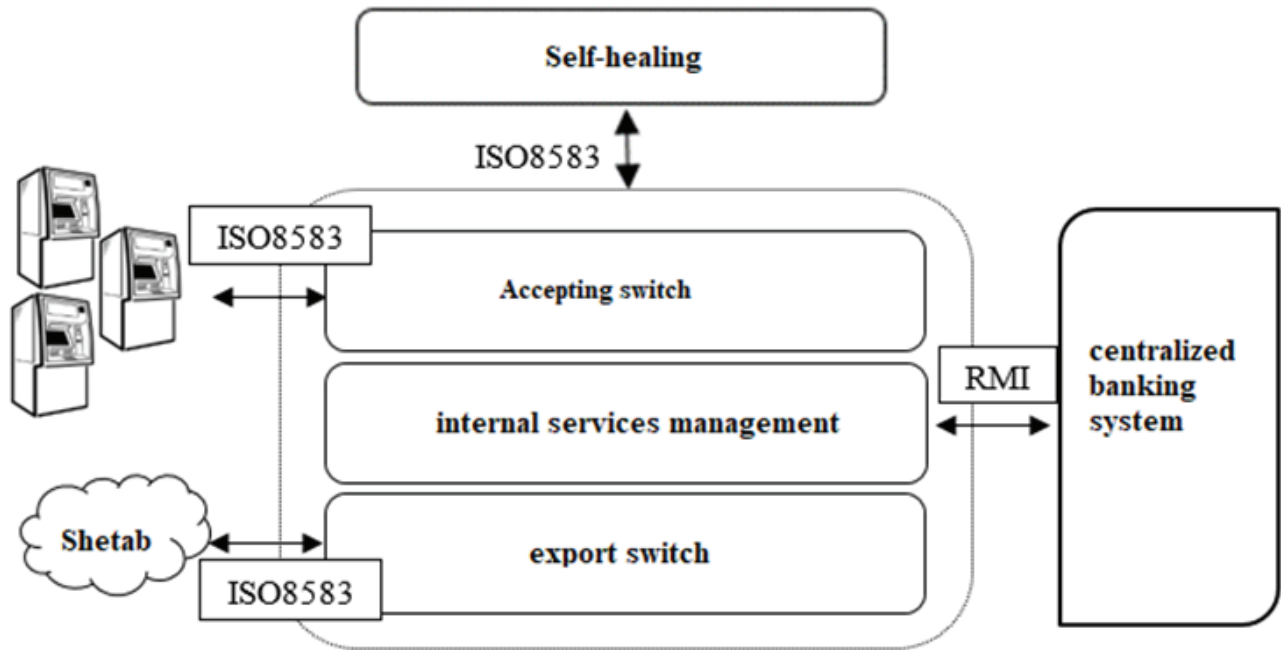 Self-healing
ISO8583
ISO8583
Accepting switch
RMI
centralized
banking
system
internal services management
Shetab
export switch
ISO8583